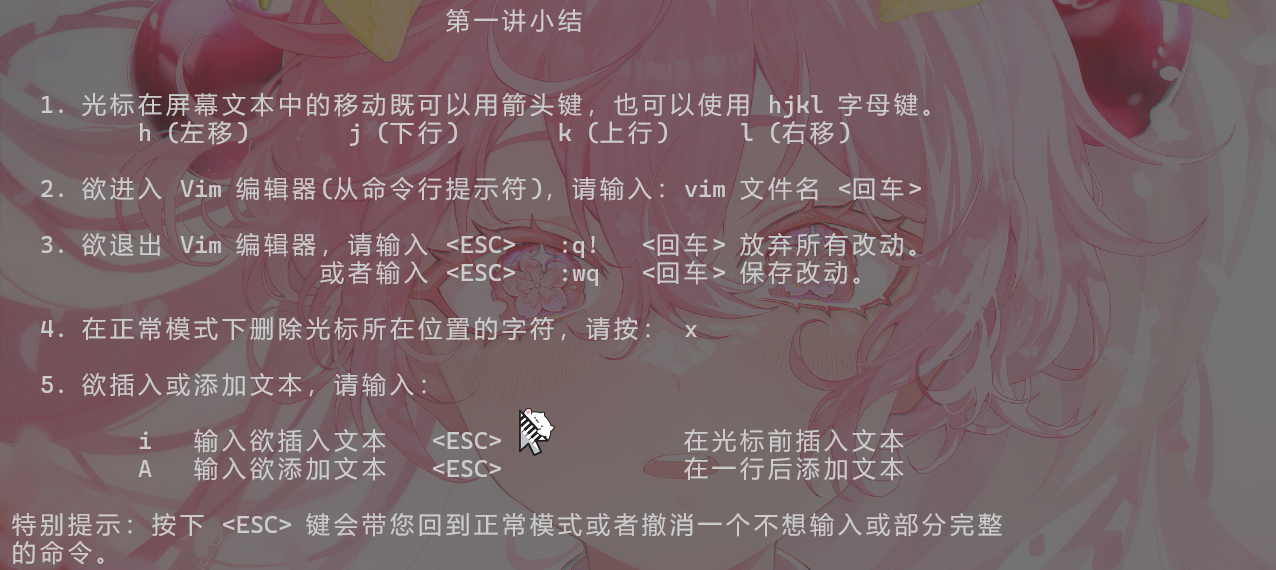 第一讲小结
1. 光标在屏幕文本中的移动既可以用箭头键，也可以使用 hjkl 字母键。
h (左移) j (下行) k (上行) l (右移)
2. 欲进入 Vim 编辑器(从命令行提示符)，请输入：vim 文件名 <回车>
3. 欲退出 Vim 编辑器，请输入 <ESC> :q! <回车> 放弃所有改动。
或者输入 <ESC> :wq <回车> 保存改动。
4. 在正常模式下删除光标所在位置的字符，请按： x
5. 欲插入或添加文本，请输入：
i 输入欲插入文本 <ESC> 在光标前插入文本
A 输入欲添加文本 <ESC> 在一行后添加文本
特别提示：按下 <ESC> 键会带您回到正常模式或者撤消一个不想输入或部分完整
的命令。